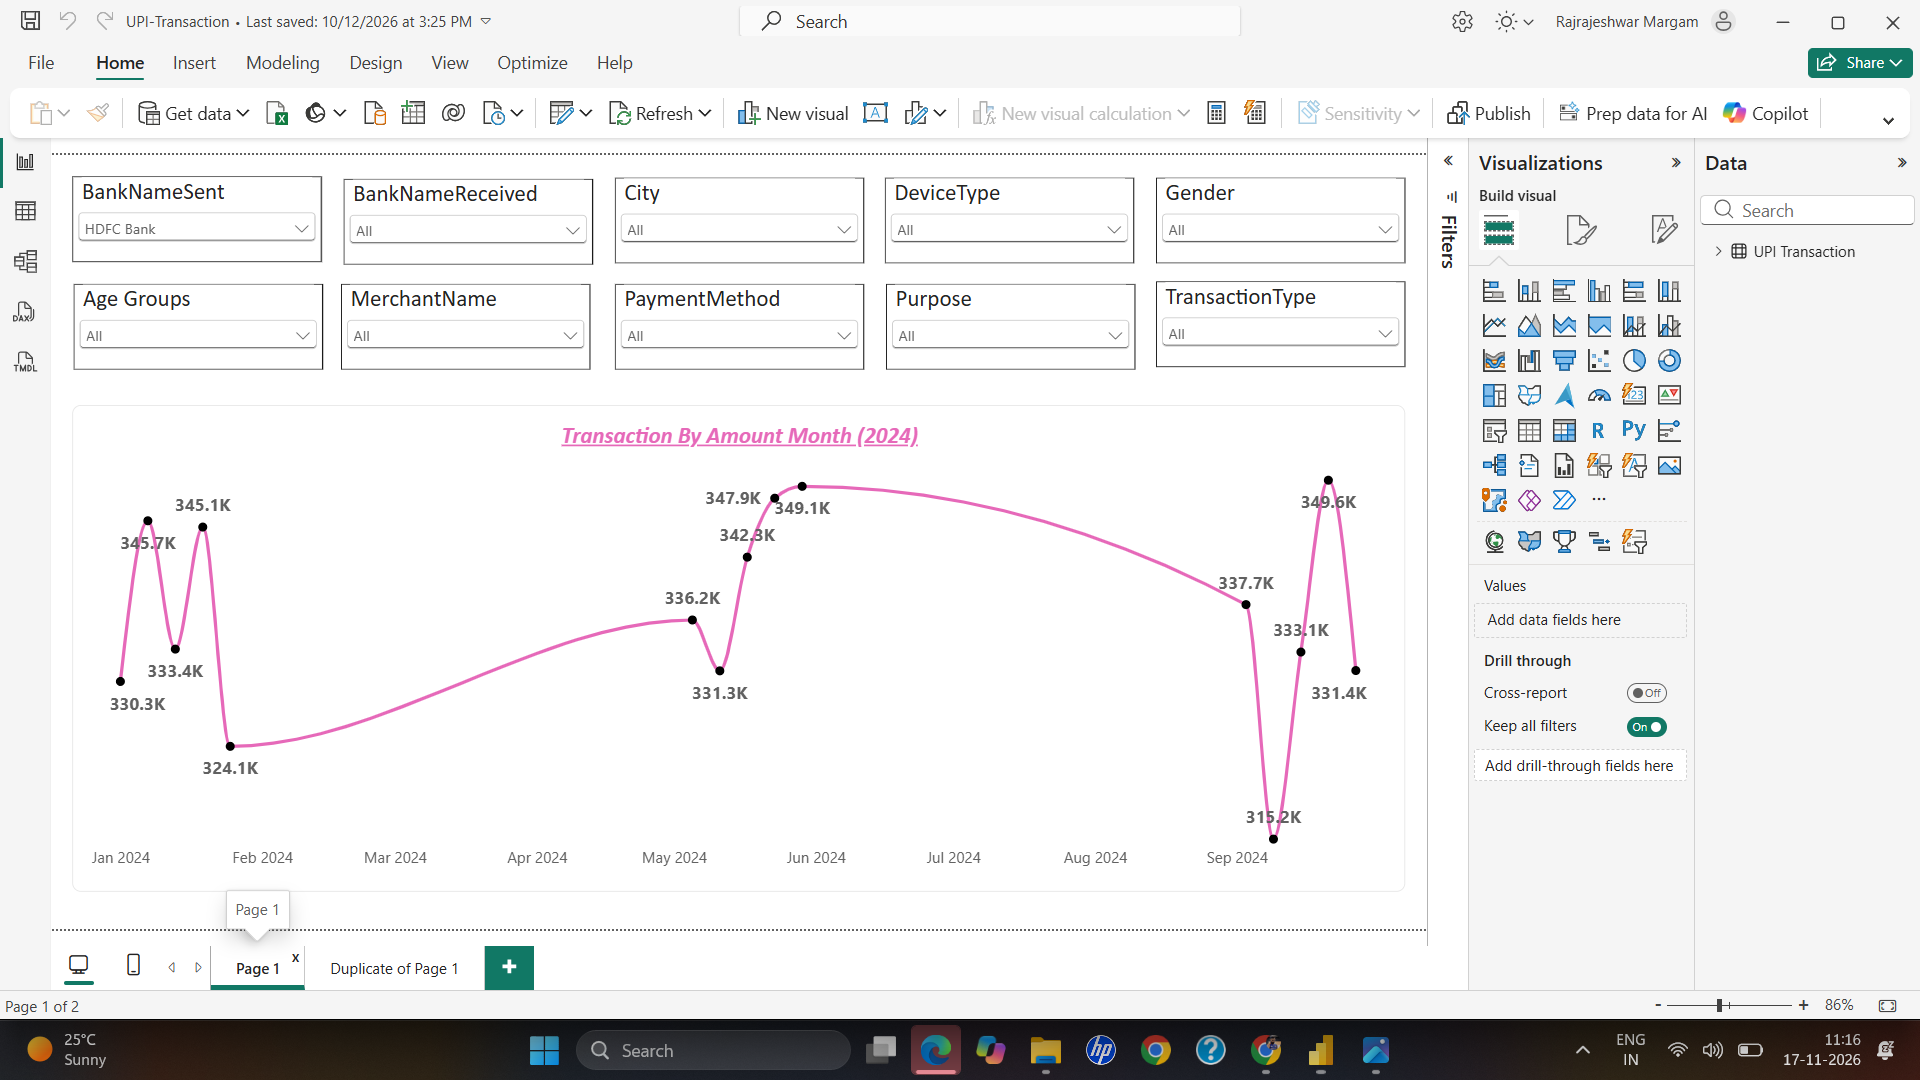 UPI-Transaction • Last saved: 10/12/2026 at 3:25 PM
Search
Rajrajeshwar Margam
File Home Insert Modeling Design View Optimize Help
Share
Get data
Refresh
New visual
New visual calculation
Sensitivity
Publish
Prep data for AI
Copilot
DAX
TMDL
BankNameSent
HDFC Bank
BankNameReceived
All
City
All
DeviceType
All
Gender
All
Age Groups
All
MerchantName
All
PaymentMethod
All
Purpose
All
TransactionType
All
Transaction By Amount Month (2024)
330.3K
345.7K
333.4K
345.1K
324.1K
336.2K
331.3K
342.3K
347.9K
349.1K
337.7K
315.2K
333.1K
349.6K
331.4K
Jan 2024 Feb 2024 Mar 2024 Apr 2024 May 2024 Jun 2024 Jul 2024 Aug 2024 Sep 2024
Filters
Visualizations
Build visual
123
R
Py
Values
Add data fields here
Drill through
Cross-report
Off
Keep all filters
On
Add drill-through fields here
Data
Search
UPI Transaction
Page 1
Page 1 x
Duplicate of Page 1
+
Page 1 of 2
- + 86%
25°C
Sunny
Search
hp
?
ENG
IN
11:16
17-11-2026